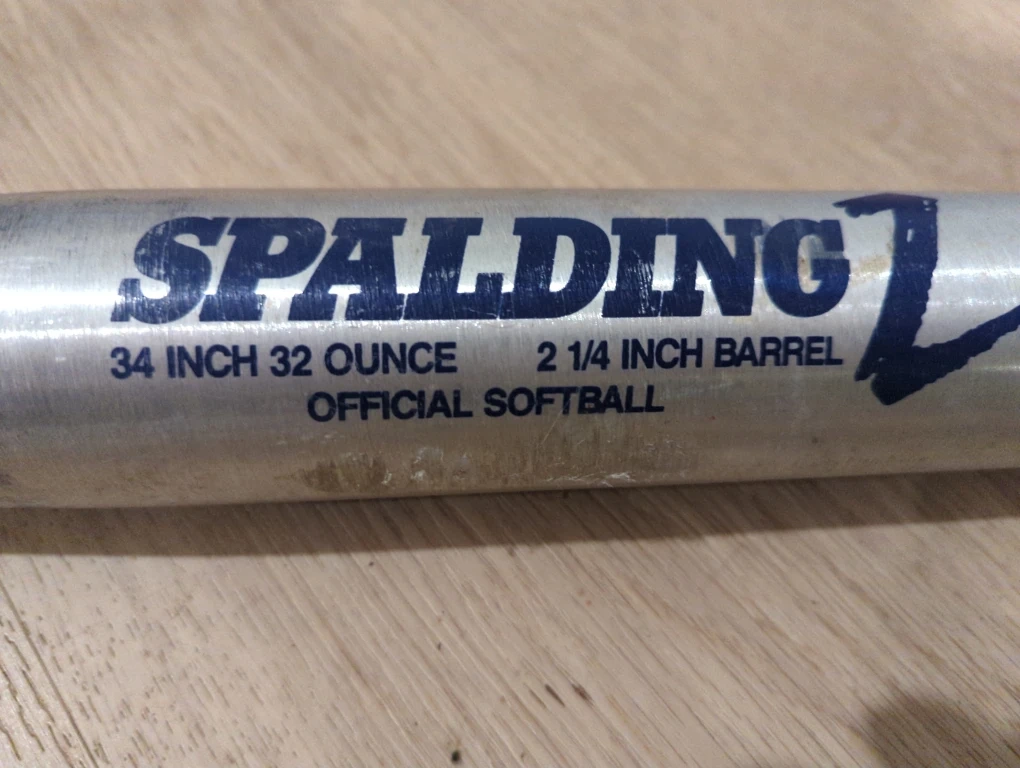 SPALDING
34 INCH 32 OUNCE 2 1/4 INCH BARREL
OFFICIAL SOFTBALL